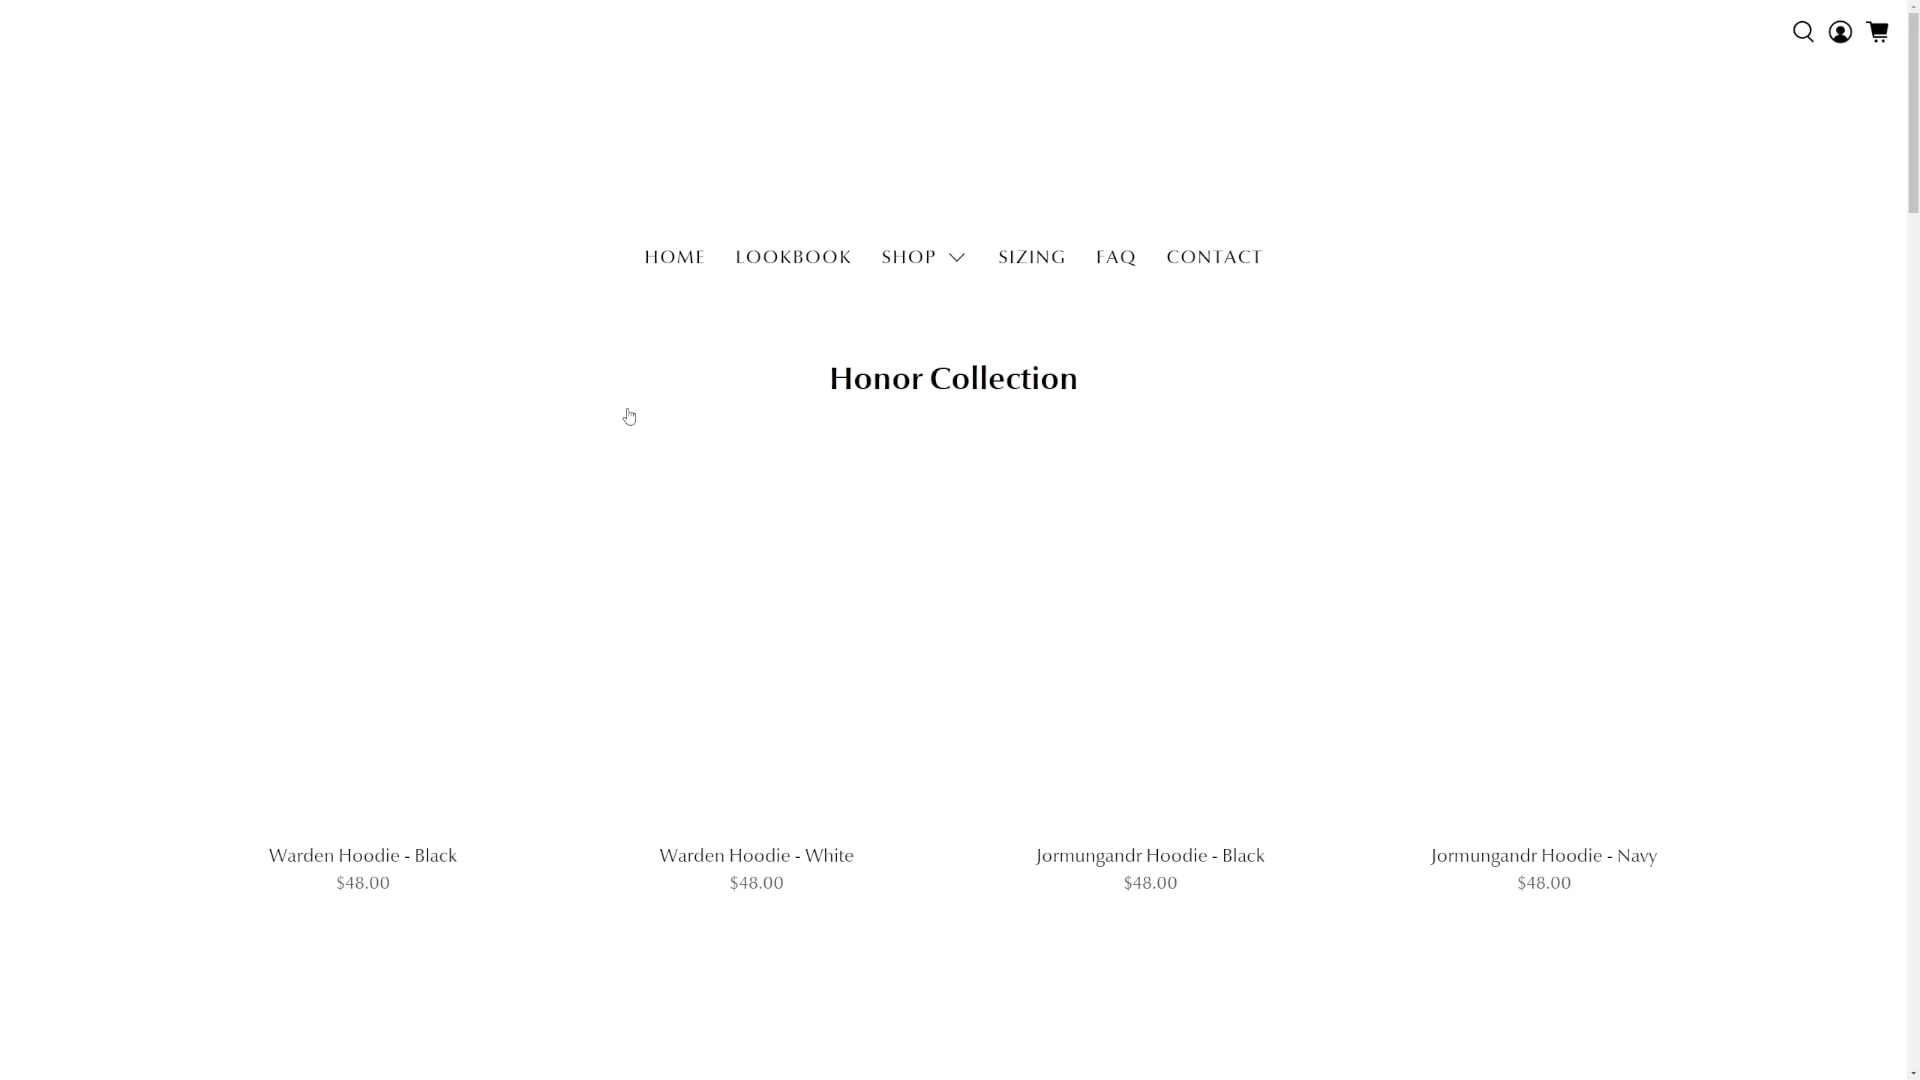 HOME LOOKBOOK SHOP SIZING FAQ CONTACT
Honor Collection
Warden Hoodie - Black
$48.00
Warden Hoodie - White
$48.00
Jormungandr Hoodie - Black
$48.00
Jormungandr Hoodie - Navy
$48.00